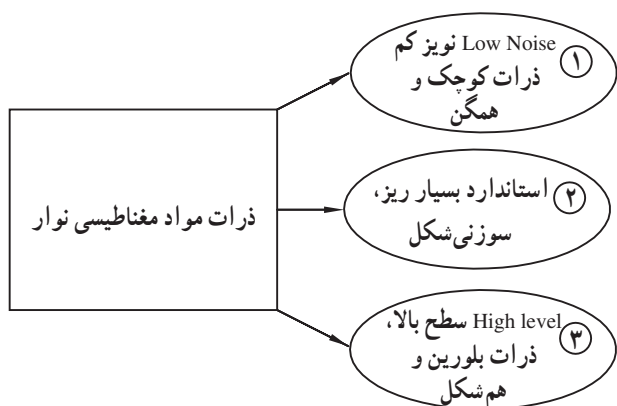 ذرات مواد مغناطیسی نوار
۱
Low Noise نویز کم
ذرات کوچک و
همگن
۲
استاندارد بسیار ریز،
سوزنی‌شکل
۳
High level سطح بالا،
ذرات بلورین و
هم‌شکل